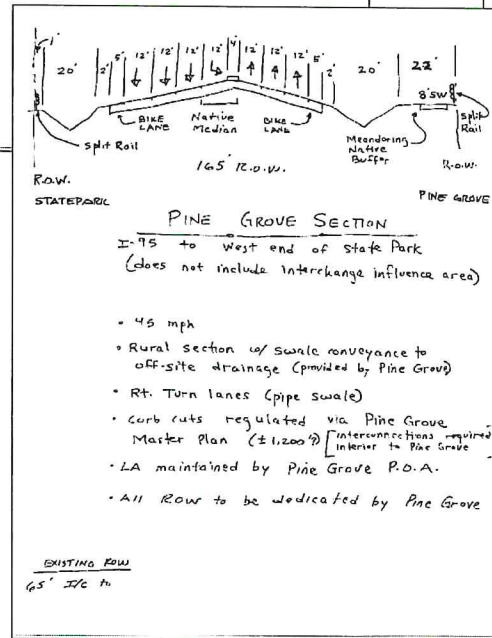 1'
20' 2' 5' 12' 12' 12' 12' 4' 12' 12' 12' 5' 2' 20' 22'
8' SW
BIKE LANE
Native Median
BIKE LANE
Split Rail
Meandering Native Buffer
Split Rail
R.O.W.
165' R.O.W.
R.O.W.
STATE PARK
PINE GROVE
PINE GROVE SECTION
I-95 to West end of State Park
(does not include interchange influence area)
• 45 mph
• Rural section w/ swale conveyance to
off-site drainage (provided by Pine Grove)
• Rt. Turn lanes (pipe swale)
• Curb cuts regulated via Pine Grove
Master Plan (±1,200') [interconnections required
interior to Pine Grove
• LA maintained by Pine Grove P.O.A.
• All ROW to be dedicated by Pine Grove
EXISTING ROW
65' I/C to